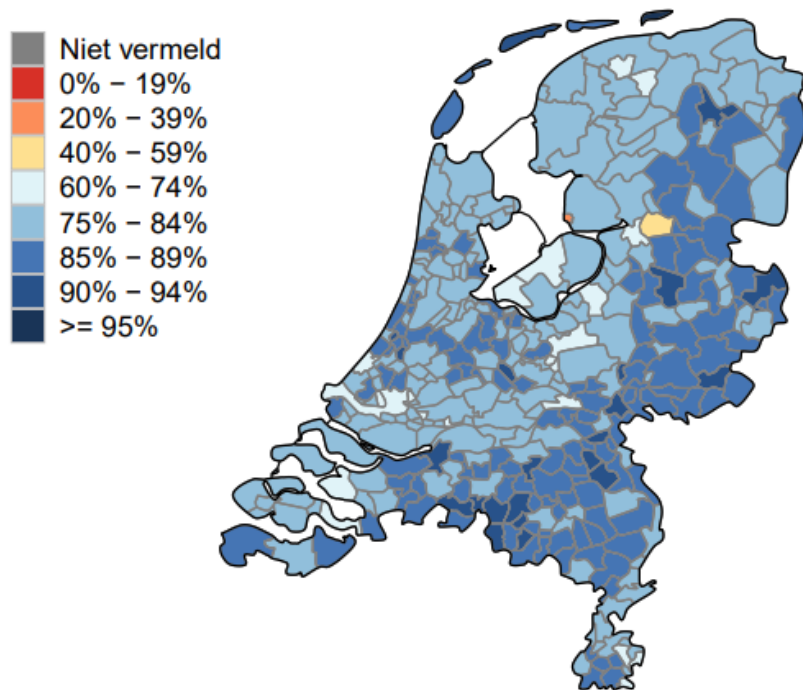 Niet vermeld
0% − 19%
20% − 39%
40% − 59%
60% − 74%
75% − 84%
85% − 89%
90% − 94%
>= 95%